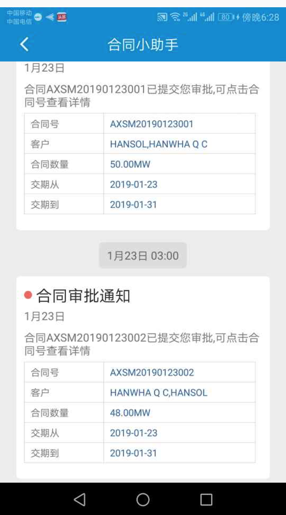 中国移动
中国电信
80
傍晚6:28
合同小助手
1月23日
合同AXSM20190123001已提交您审批,可点击合
同号查看详情
合同号 AXSM20190123001
客户 HANSOL,HANWHA Q C
合同数量 50.00MW
交期从 2019-01-23
交期到 2019-01-31
1月23日 03:00
合同审批通知
1月23日
合同AXSM20190123002已提交您审批,可点击合
同号查看详情
合同号 AXSM20190123002
客户 HANWHA Q C,HANSOL
合同数量 48.00MW
交期从 2019-01-23
交期到 2019-01-31